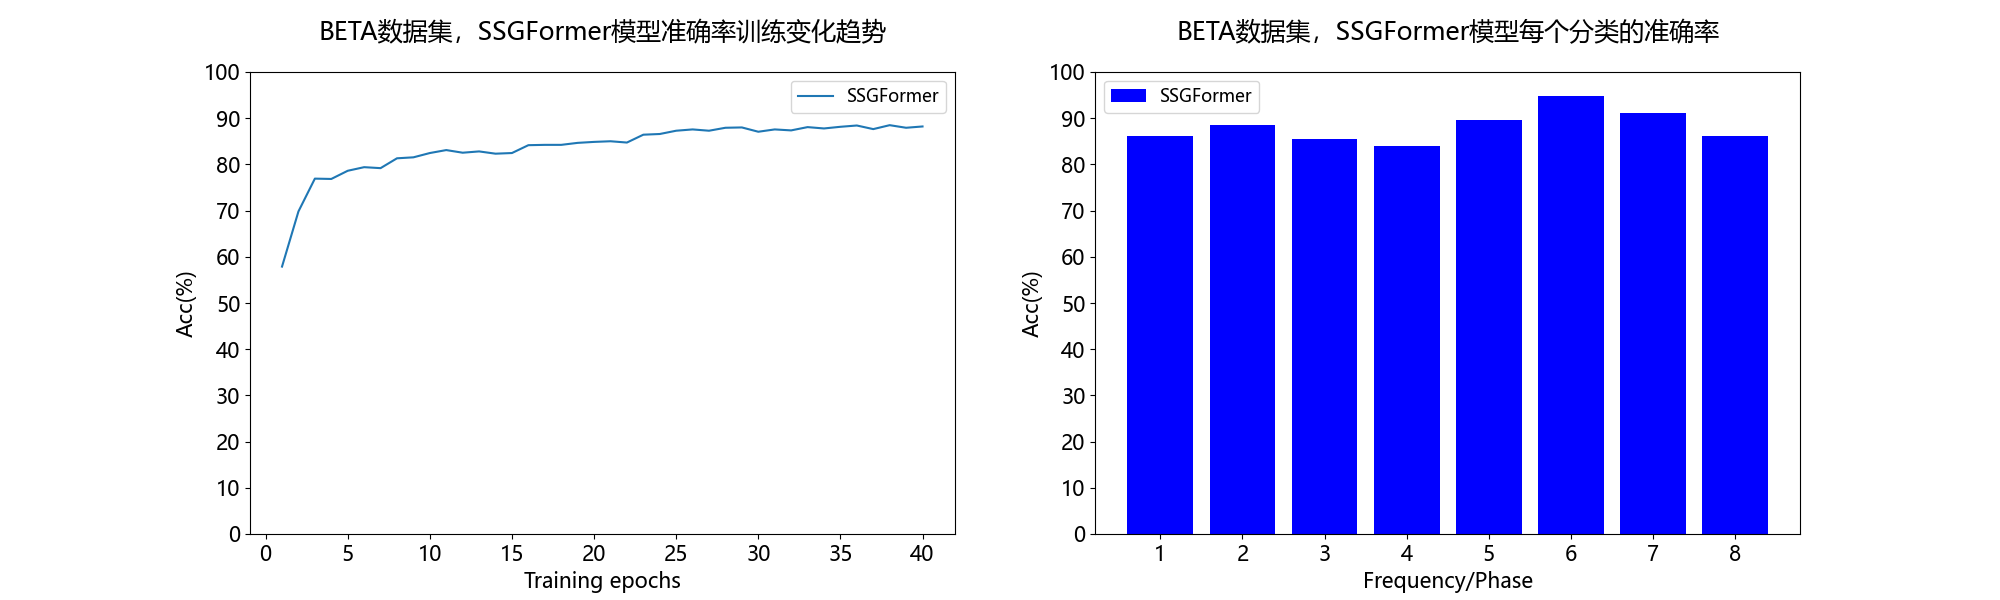 BETA数据集，SSGFormer模型准确率训练变化趋势
SSGFormer
Acc(%)
100
90
80
70
60
50
40
30
20
10
0
0 5 10 15 20 25 30 35 40
Training epochs
BETA数据集，SSGFormer模型每个分类的准确率
SSGFormer
Acc(%)
100
90
80
70
60
50
40
30
20
10
0
1 2 3 4 5 6 7 8
Frequency/Phase